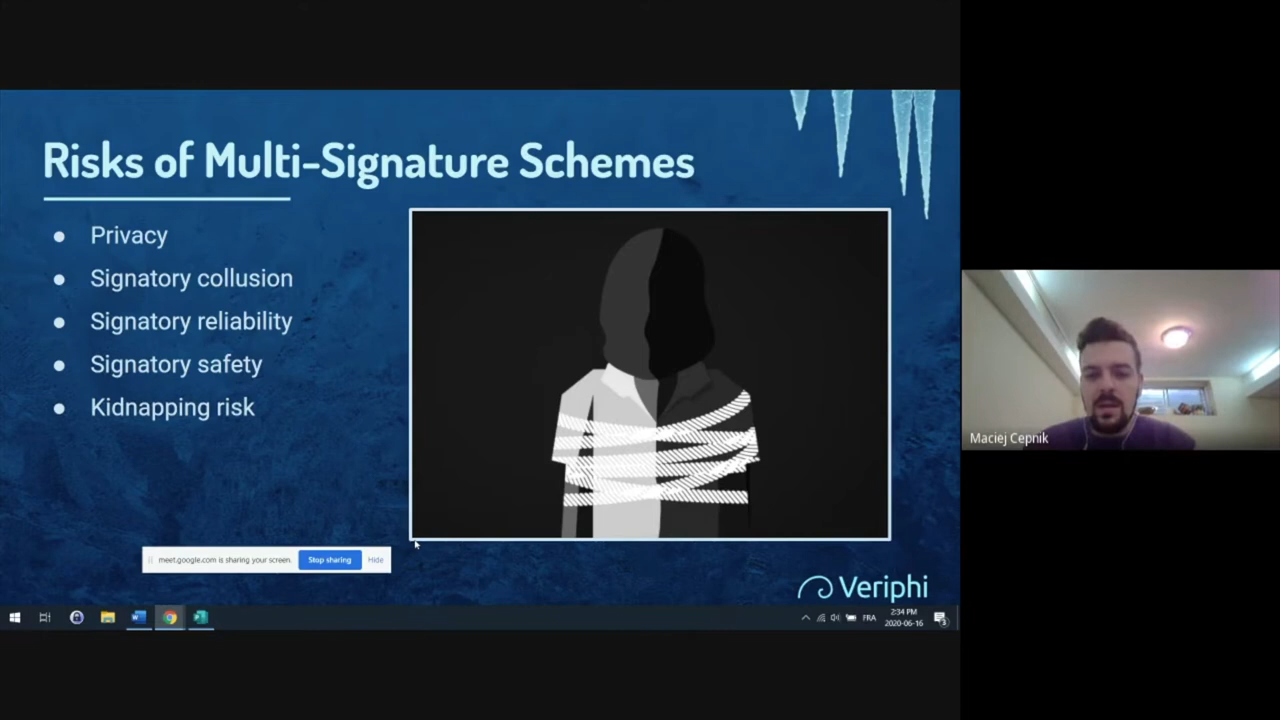 Risks of Multi-Signature Schemes
● Privacy
● Signatory collusion
● Signatory reliability
● Signatory safety
● Kidnapping risk
Maciej Cepnik
meet.google.com is sharing your screen. Stop sharing Hide
Veriphi
FRA
2:34 PM
2020-06-16